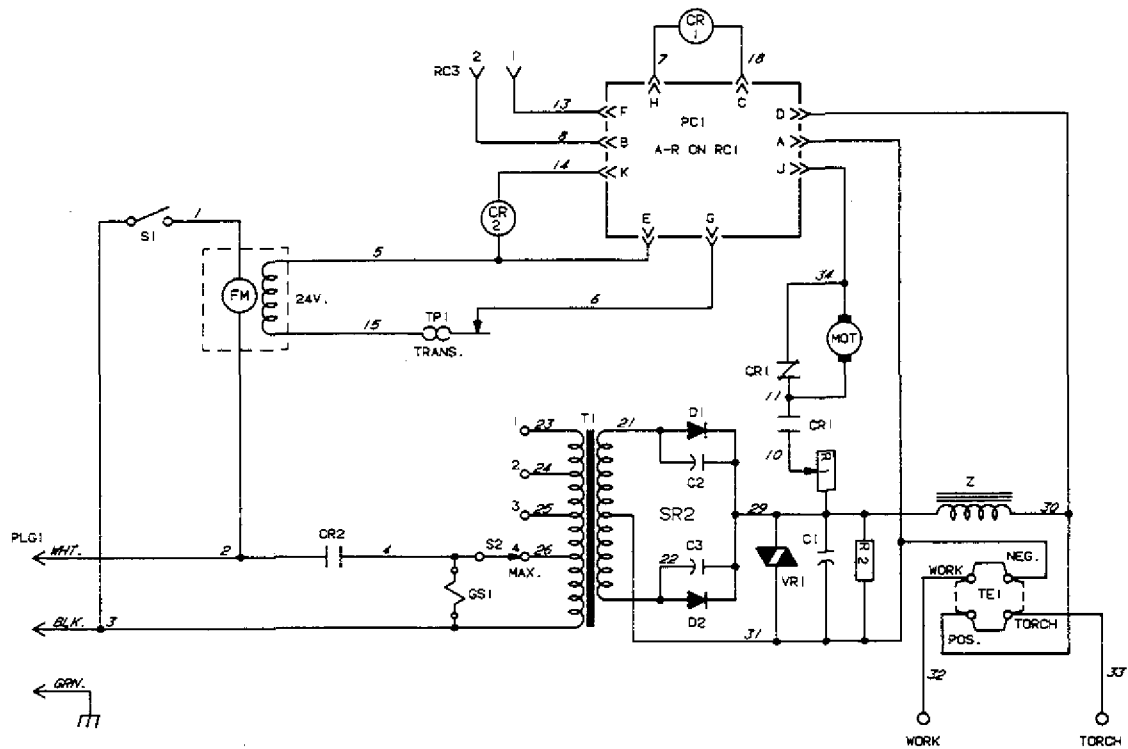 CR
1
2 1
7 18
RC3
13 F H C D
PC1
8 B A
A-R ON RC1
14 K J
CR
2
E G
1
S1
5
34
FM
24V.
6
15 TP1
TRANS.
MOT
CR1
11
1 23 T1 21 D1
CR1
2 24 C2 10 R1
3 25 SR2 29 Z 30
PLG1
WHT. 2 CR2 4 S2 4 26 C3 C1
MAX. 22 VR1 R2 WORK NEG.
GS1
TE1
BLK. 3 D2
31 POS. TORCH
32 33
GRN.
WORK TORCH